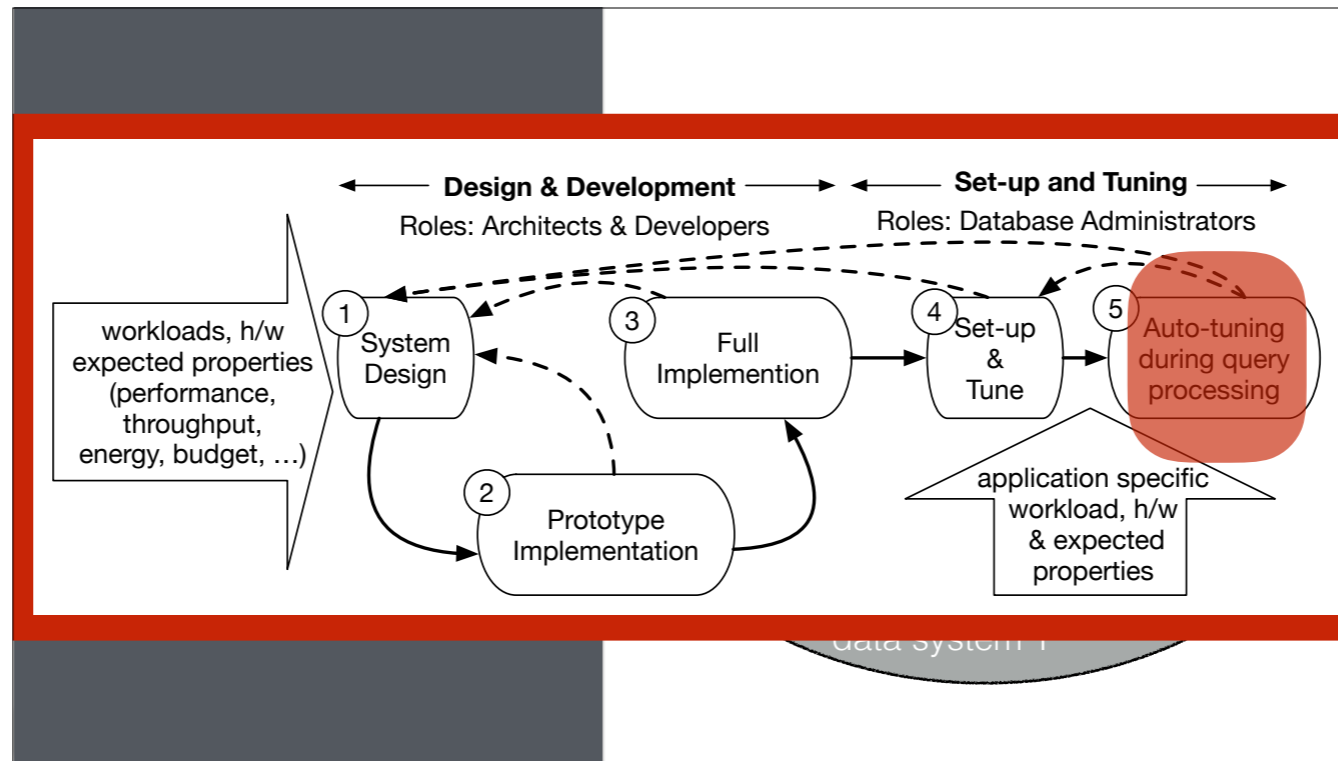 Design & Development
Roles: Architects & Developers
Set-up and Tuning
Roles: Database Administrators
workloads, h/w
expected properties
(performance,
throughput,
energy, budget, …)
1
System
Design
2
Prototype
Implementation
3
Full
Implemention
4
Set-up
&
Tune
5
Auto-tuning
during query
processing
application specific
workload, h/w
& expected
properties
data system